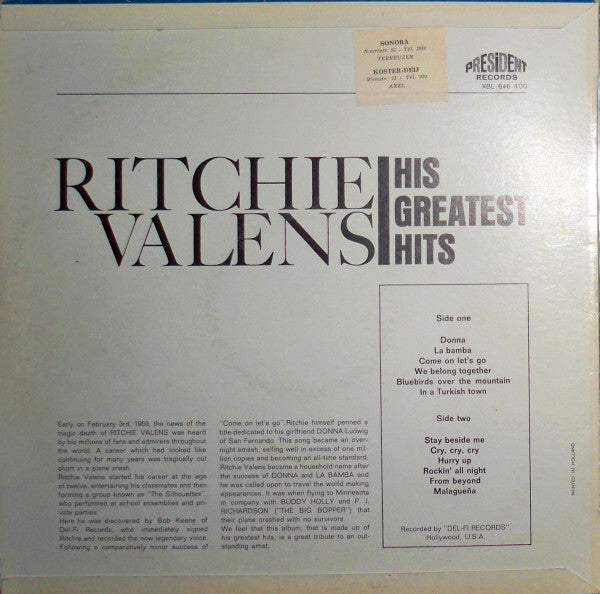 SONORA
Noordstr. 52 - Tel. 2692
TERNEUZEN
KOSTER-DEIJ
Weststr. 13 - Tel. 920
AXEL
PRESIDENT
RECORDS
XBL 646 400
RITCHIE
VALENS
HIS
GREATEST
HITS
Side one
Donna
La bamba
Come on let's go
We belong together
Bluebirds over the mountain
In a Turkish town
Side two
Stay beside me
Cry, cry, cry
Hurry up
Rockin' all night
From beyond
Malagueña
Recorded by "DEL-FI RECORDS",
Hollywood, U.S.A.
PRINTED IN HOLLAND
Early on February 3rd, 1959, the news of the
tragic death of RITCHIE VALENS was heard
by his millions of fans and admirers throughout
the world. A career which had looked like
continuing for many years was tragically cut
short in a plane crash.
Ritchie Valens started his career at the age
of twelve, entertaining his classmates and then
forming a group known as "The Silhouettes",
who performed at school assemblies and pri-
vate parties.
Here he was discovered by Bob Keene of
Del-Fi Records, who immediately signed
Ritchie and recorded the now legendary voice.
Following a comparatively minor success of
"Come on let's go", Ritchie himself penned a
title dedicated to his girlfriend DONNA Ludwig
of San Fernando. This song became an over-
night smash, selling well in excess of one mil-
lion copies and becoming an all-time standard.
Ritchie Valens became a household name after
the success of DONNA and LA BAMBA and
he was called upon to travel the world making
appearances. It was when flying to Minnesota
in company with BUDDY HOLLY and P. J.
RICHARDSON ("THE BIG BOPPER") that
their plane crashed with no survivors.
We feel that this album, that is made up of
his greatest hits, is a great tribute to an out-
standing artist.